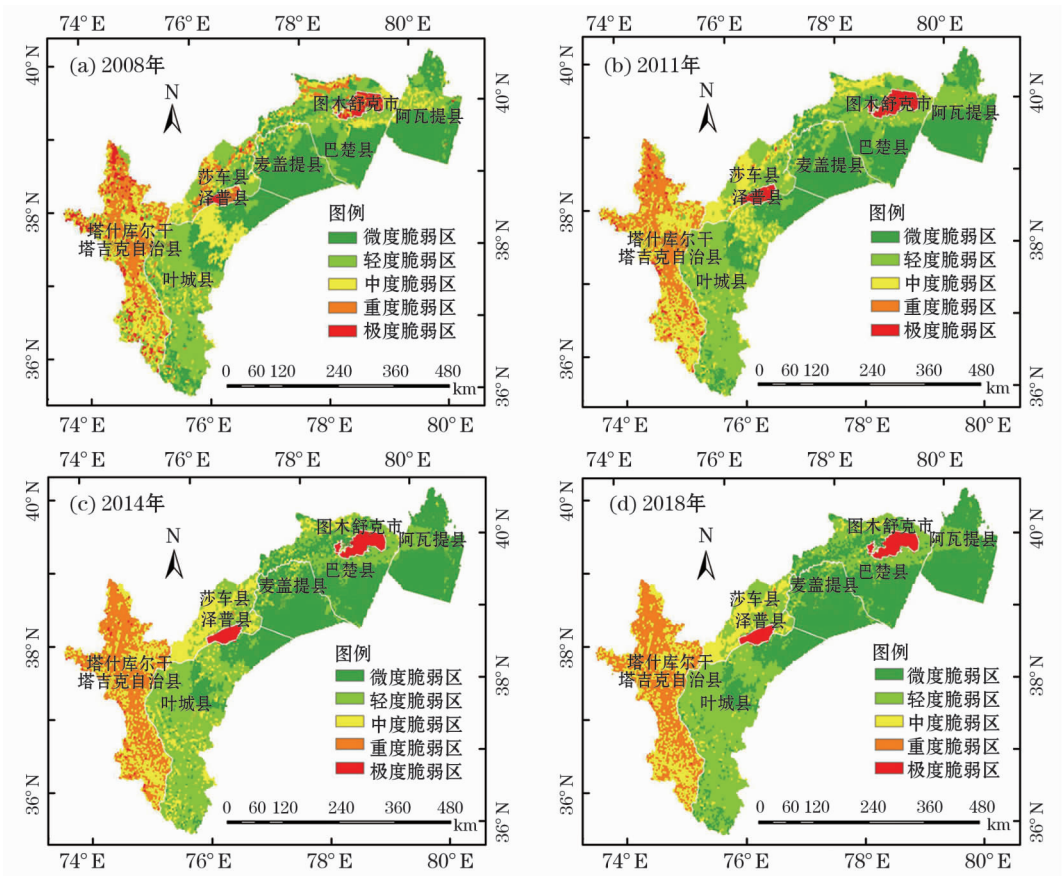 74° E 76° E 78° E 80° E
40° N
(a) 2008年
N
图木舒克市
阿瓦提县
巴楚县
麦盖提县
莎车县
泽普县
塔什库尔干
塔吉克自治县
叶城县
38° N
36° N
40° N
38° N
36° N
图例
微度脆弱区
轻度脆弱区
中度脆弱区
重度脆弱区
极度脆弱区
0 60 120 240 360 480
km
74° E 76° E 78° E 80° E
74° E 76° E 78° E 80° E
40° N
(b) 2011年
N
图木舒克市
阿瓦提县
巴楚县
麦盖提县
莎车县
泽普县
塔什库尔干
塔吉克自治县
叶城县
38° N
36° N
40° N
38° N
36° N
图例
微度脆弱区
轻度脆弱区
中度脆弱区
重度脆弱区
极度脆弱区
0 60 120 240 360 480
km
74° E 76° E 78° E 80° E
74° E 76° E 78° E 80° E
40° N
(c) 2014年
N
图木舒克市
阿瓦提县
巴楚县
麦盖提县
莎车县
泽普县
塔什库尔干
塔吉克自治县
叶城县
38° N
36° N
40° N
38° N
36° N
图例
微度脆弱区
轻度脆弱区
中度脆弱区
重度脆弱区
极度脆弱区
0 60 120 240 360 480
km
74° E 76° E 78° E 80° E
74° E 76° E 78° E 80° E
40° N
(d) 2018年
N
图木舒克市
阿瓦提县
巴楚县
麦盖提县
莎车县
泽普县
塔什库尔干
塔吉克自治县
叶城县
38° N
36° N
40° N
38° N
36° N
图例
微度脆弱区
轻度脆弱区
中度脆弱区
重度脆弱区
极度脆弱区
0 60 120 240 360 480
km
74° E 76° E 78° E 80° E